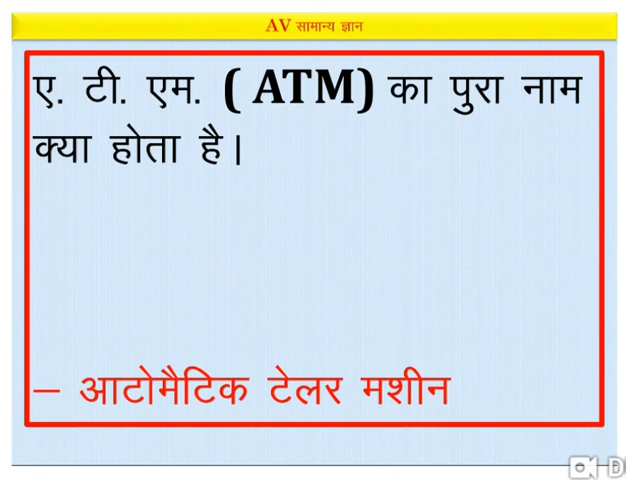 AV सामान्य ज्ञान
ए. टी. एम. ( ATM) का पुरा नाम
क्या होता है।
– आटोमैटिक टेलर मशीन